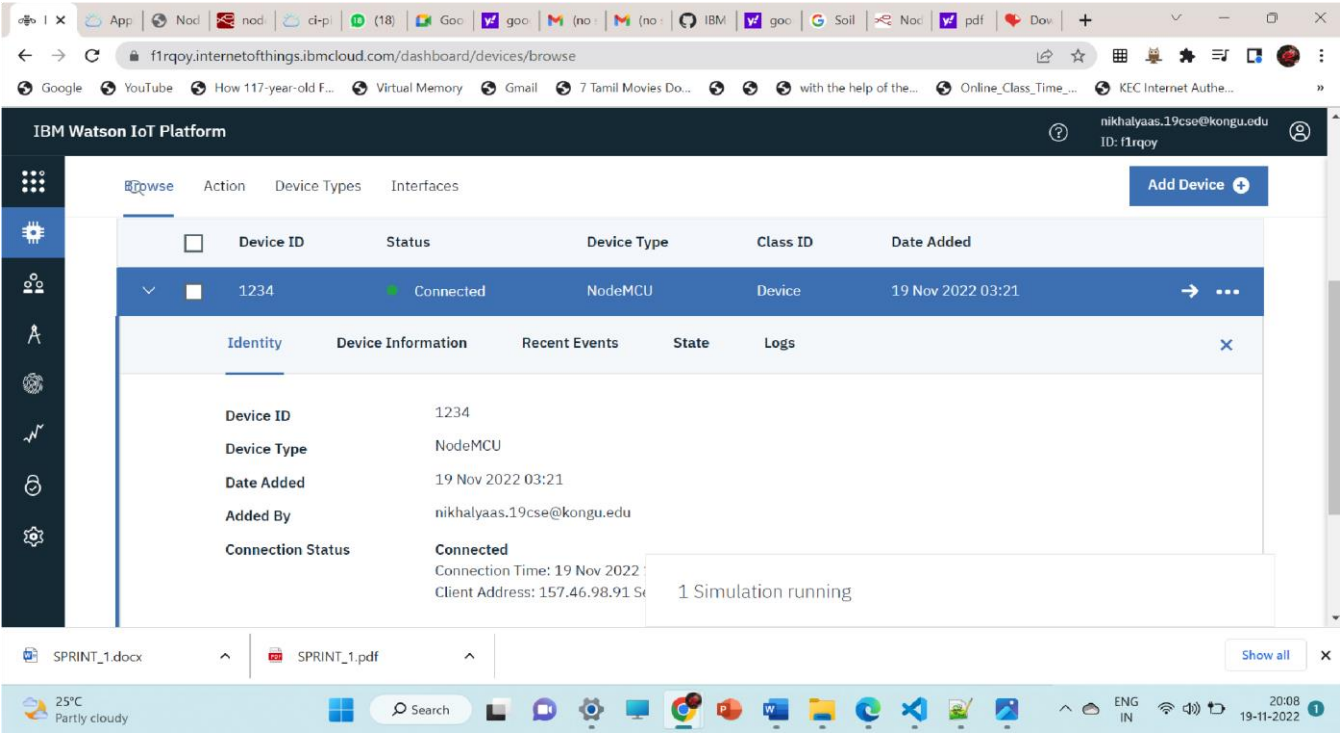 I
App
Nod
node
ci-pi
(18)
Goo
goo
(no
(no
IBM
goo
Soil
Nod
pdf
Dow
f1rqoy.internetofthings.ibmcloud.com/dashboard/devices/browse
Google YouTube How 117-year-old F... Virtual Memory Gmail 7 Tamil Movies Do... with the help of the... Online_Class_Time_... KEC Internet Authe... »
IBM Watson IoT Platform
nikhalyaas.19cse@kongu.edu
ID: f1rqoy
Browse Action Device Types Interfaces
Add Device
Device ID Status Device Type Class ID Date Added
1234 Connected NodeMCU Device 19 Nov 2022 03:21
Identity Device Information Recent Events State Logs
Device ID 1234
Device Type NodeMCU
Date Added 19 Nov 2022 03:21
Added By nikhalyaas.19cse@kongu.edu
Connection Status Connected
Connection Time: 19 Nov 2022
Client Address: 157.46.98.91
1 Simulation running
SPRINT_1.docx SPRINT_1.pdf Show all
25°C
Partly cloudy
Search
ENG
IN
20:08
19-11-2022
1